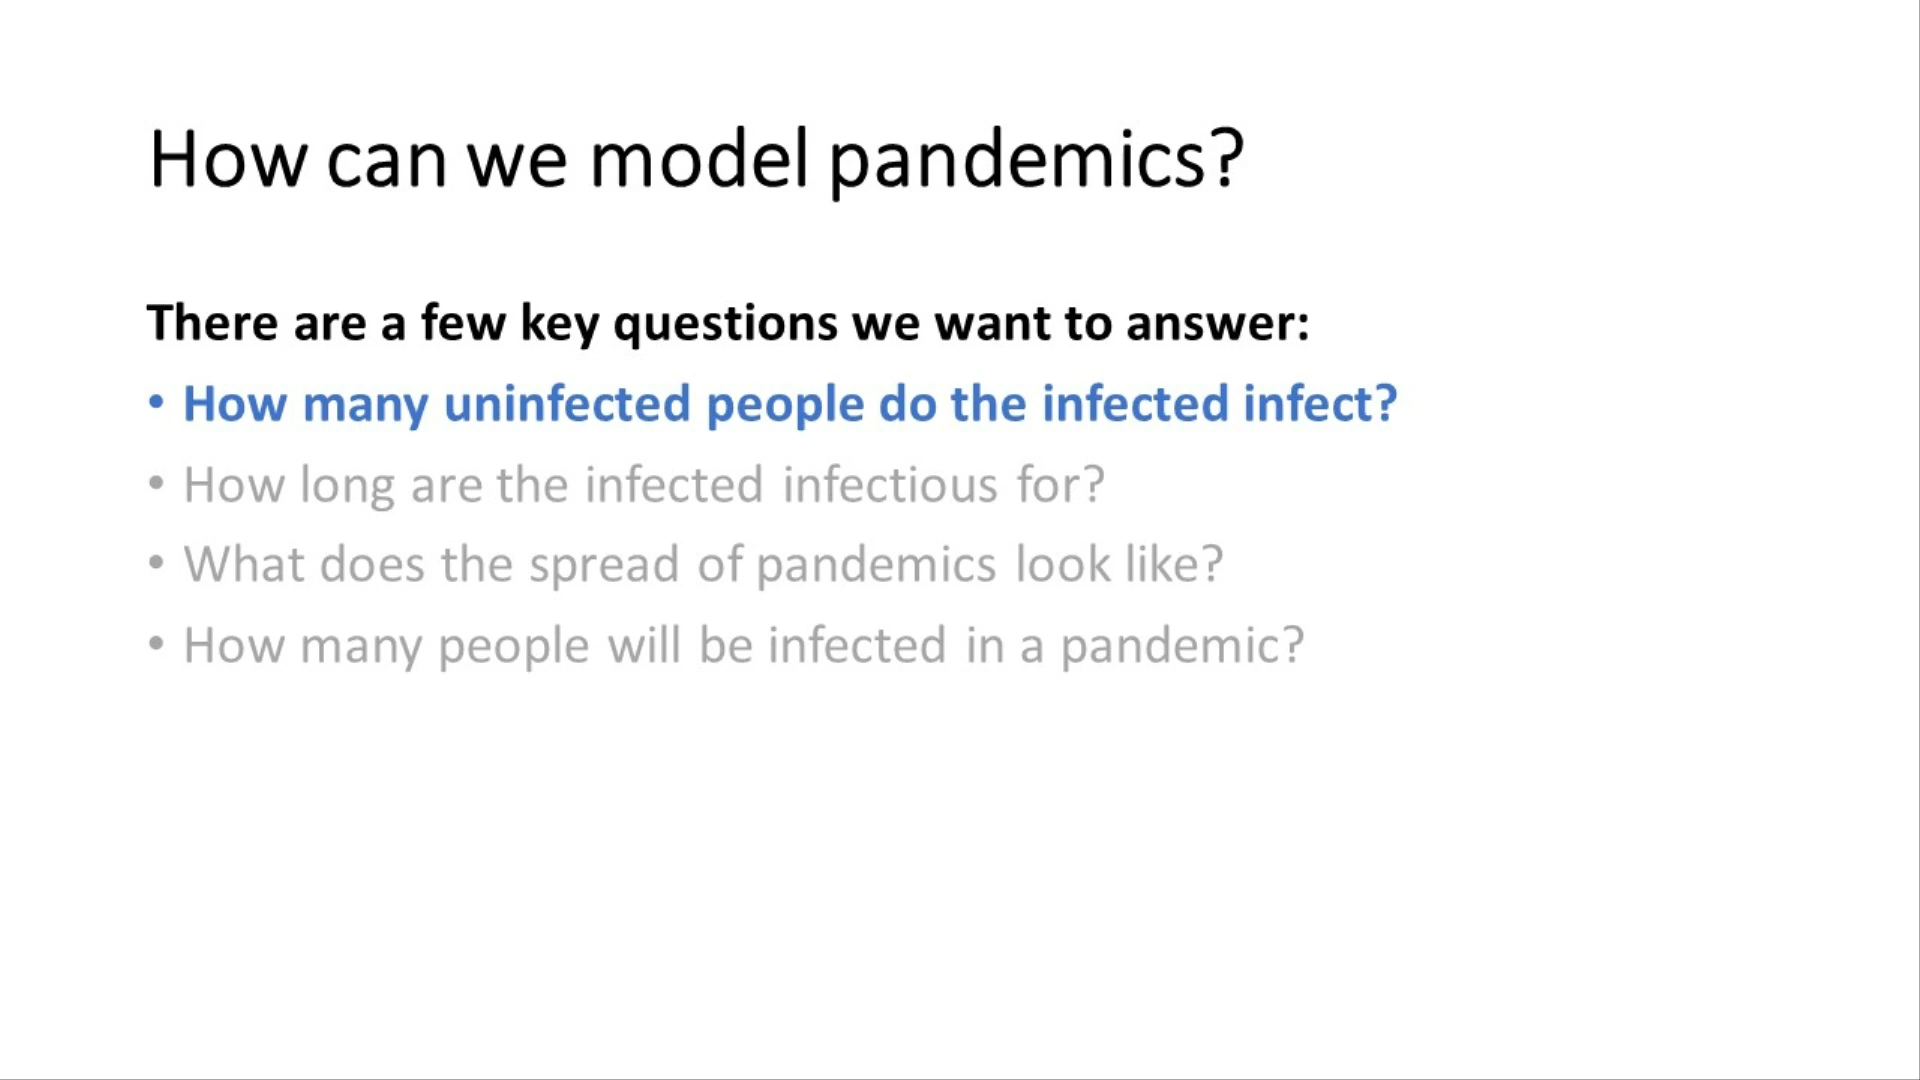 How can we model pandemics?
There are a few key questions we want to answer:
• How many uninfected people do the infected infect?
• How long are the infected infectious for?
• What does the spread of pandemics look like?
• How many people will be infected in a pandemic?